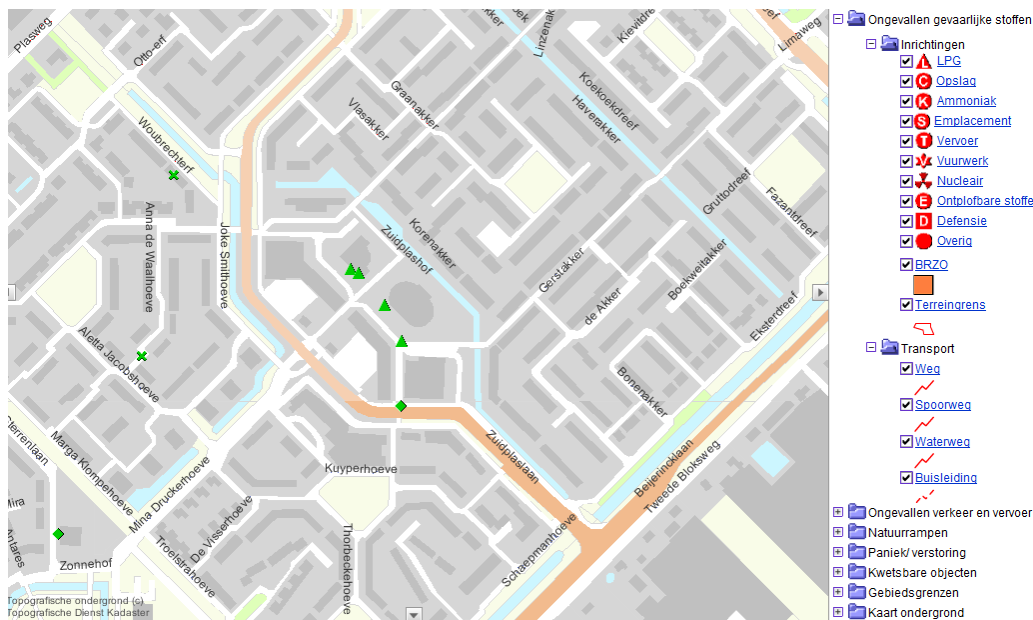 Plasweg
Otto-erf
Woubrechterf
Anna de Waalhoeve
Joke Smithoeve
Aletta Jacobshoeve
Marga Klompehoeve
Mina Druckerhoeve
De Visserhoeve
Troelstrahoeve
Zonnehof
Antares
Mira
Kuyperhoeve
Thorbeckehoeve
Schaepmanhoeve
Zuidplaslaan
Zuidplashof
Korenakker
Vlasakker
Graanakker
Haverakker
Koekoekdreef
Kievitdree
Limaweg
Gruttodreef
Fazantdreef
Boekweitakker
Gerstakker
de Akker
Bonenakker
Eksterdreef
Beijerincklaan
Tweede Bloksweg
Topografische ondergrond (c)
Topografische Dienst Kadaster
Ongevallen gevaarlijke stoffen
Inrichtingen
L LPG
C Opslag
K Ammoniak
S Emplacement
T Vervoer
Vuurwerk
Nucleair
E Ontplofbare stoffe
D Defensie
Overig
BRZO
Terreingrens
Transport
Weg
Spoorweg
Waterweg
Buisleiding
Ongevallen verkeer en vervoer
Natuurrampen
Paniek/ verstoring
Kwetsbare objecten
Gebiedsgrenzen
Kaart ondergrond